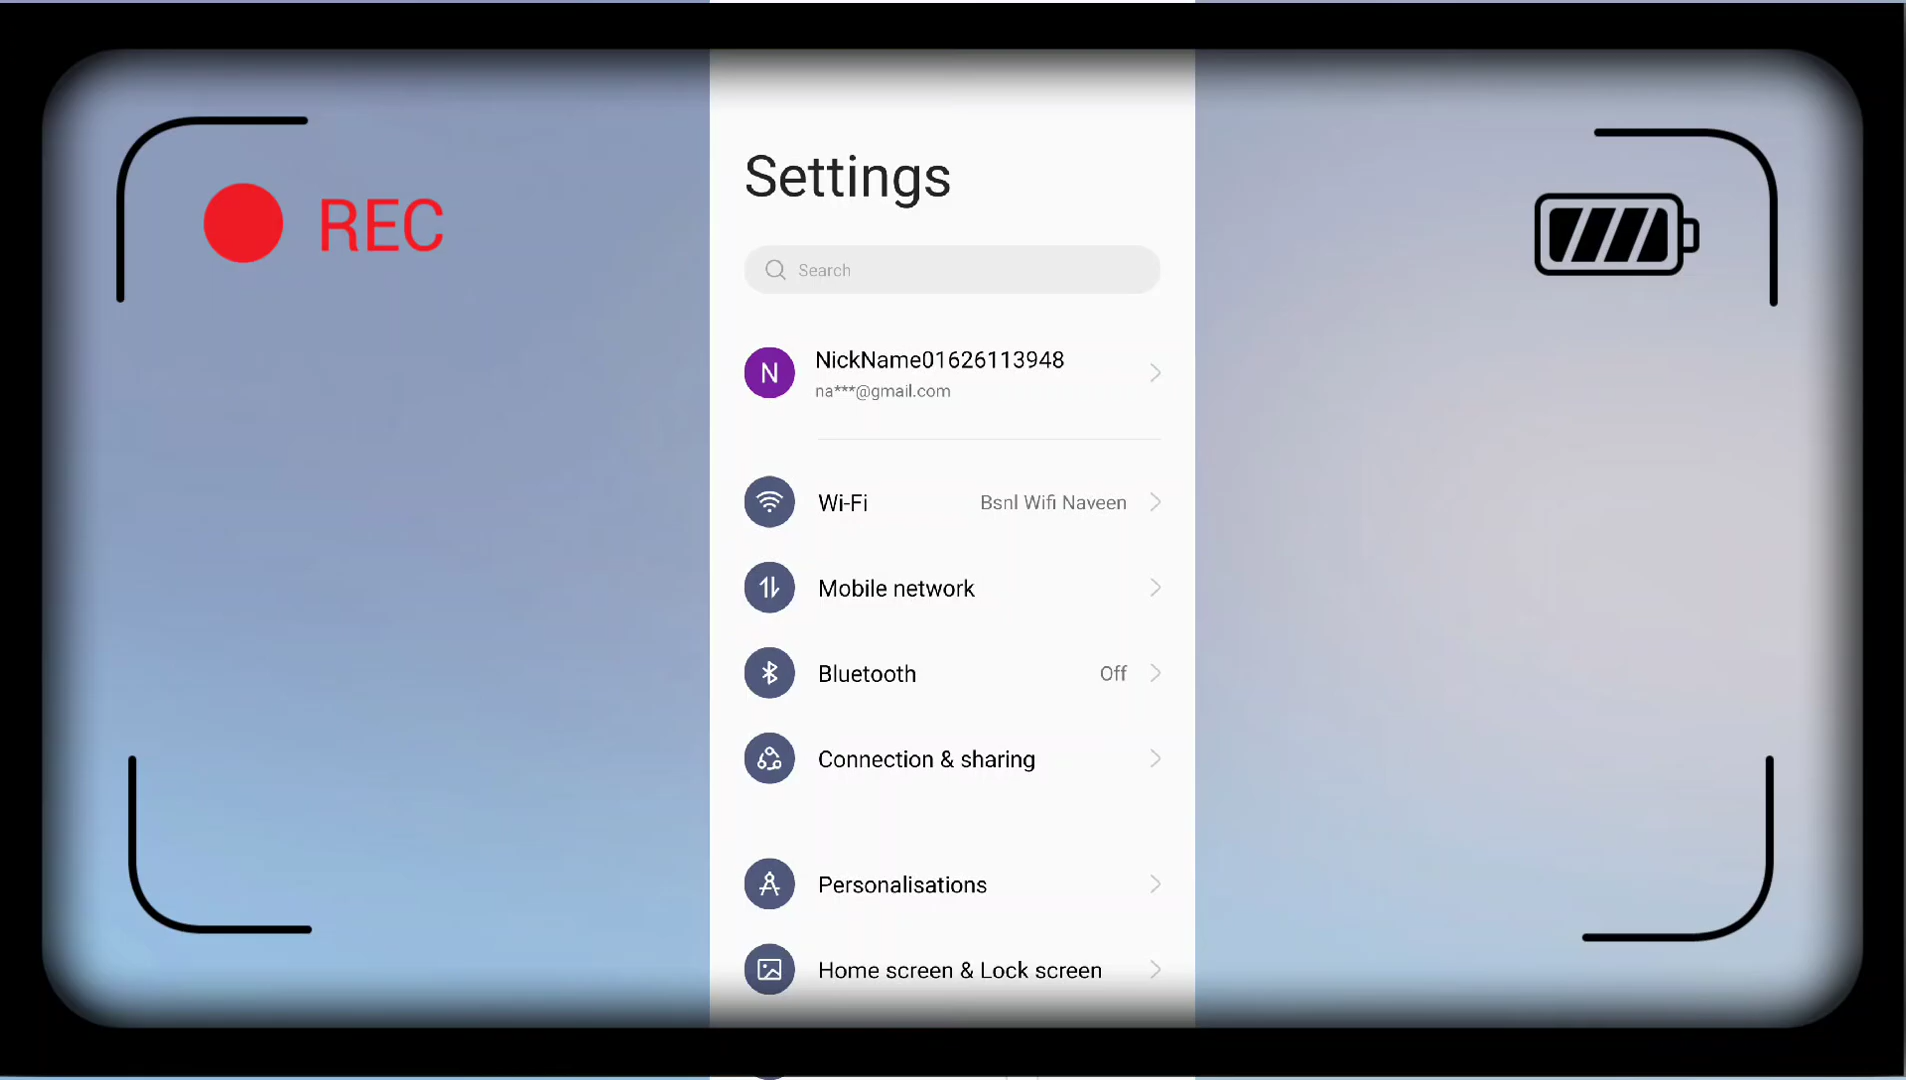 REC
Settings
Search
NickName01626113948
na***@gmail.com
Wi-Fi Bsnl Wifi Naveen
Mobile network
Bluetooth Off
Connection & sharing
Personalisations
Home screen & Lock screen